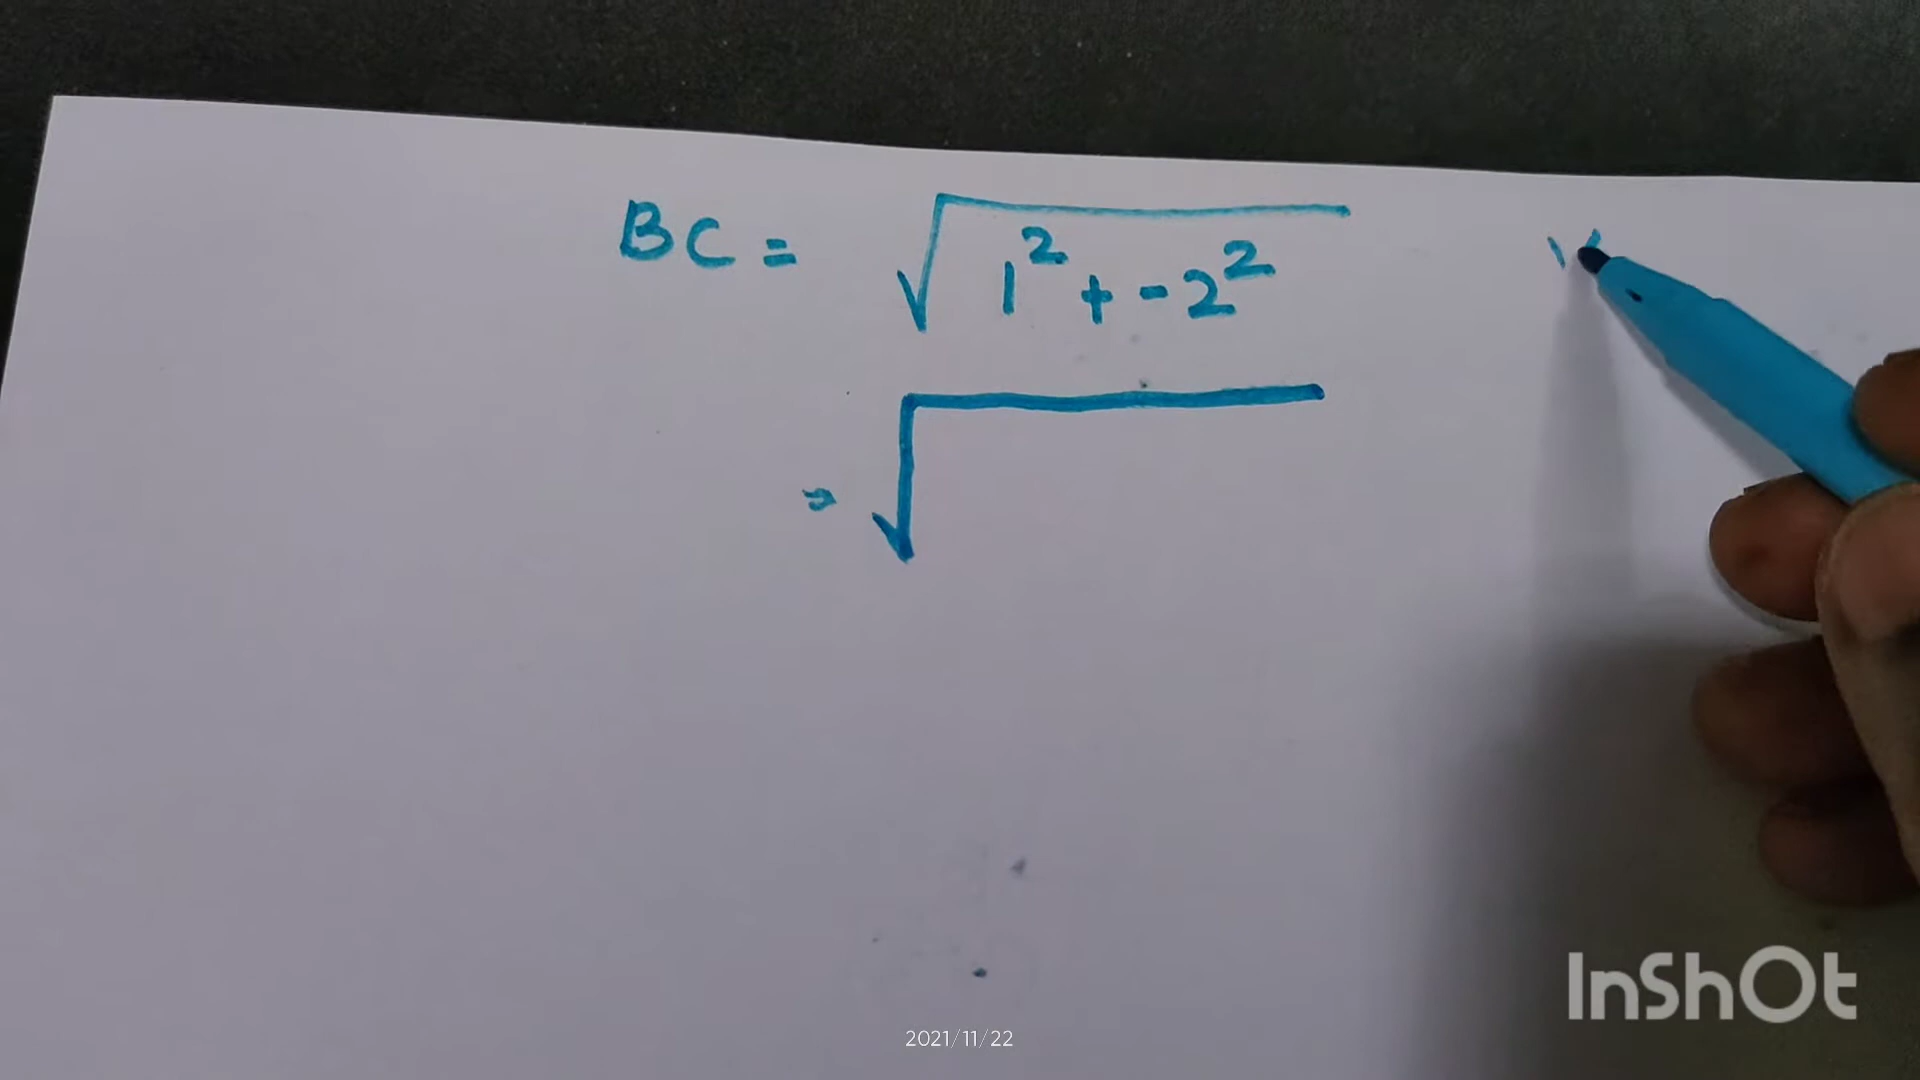 BC = √1² + -2²
= √
InShOt
2021/11/22